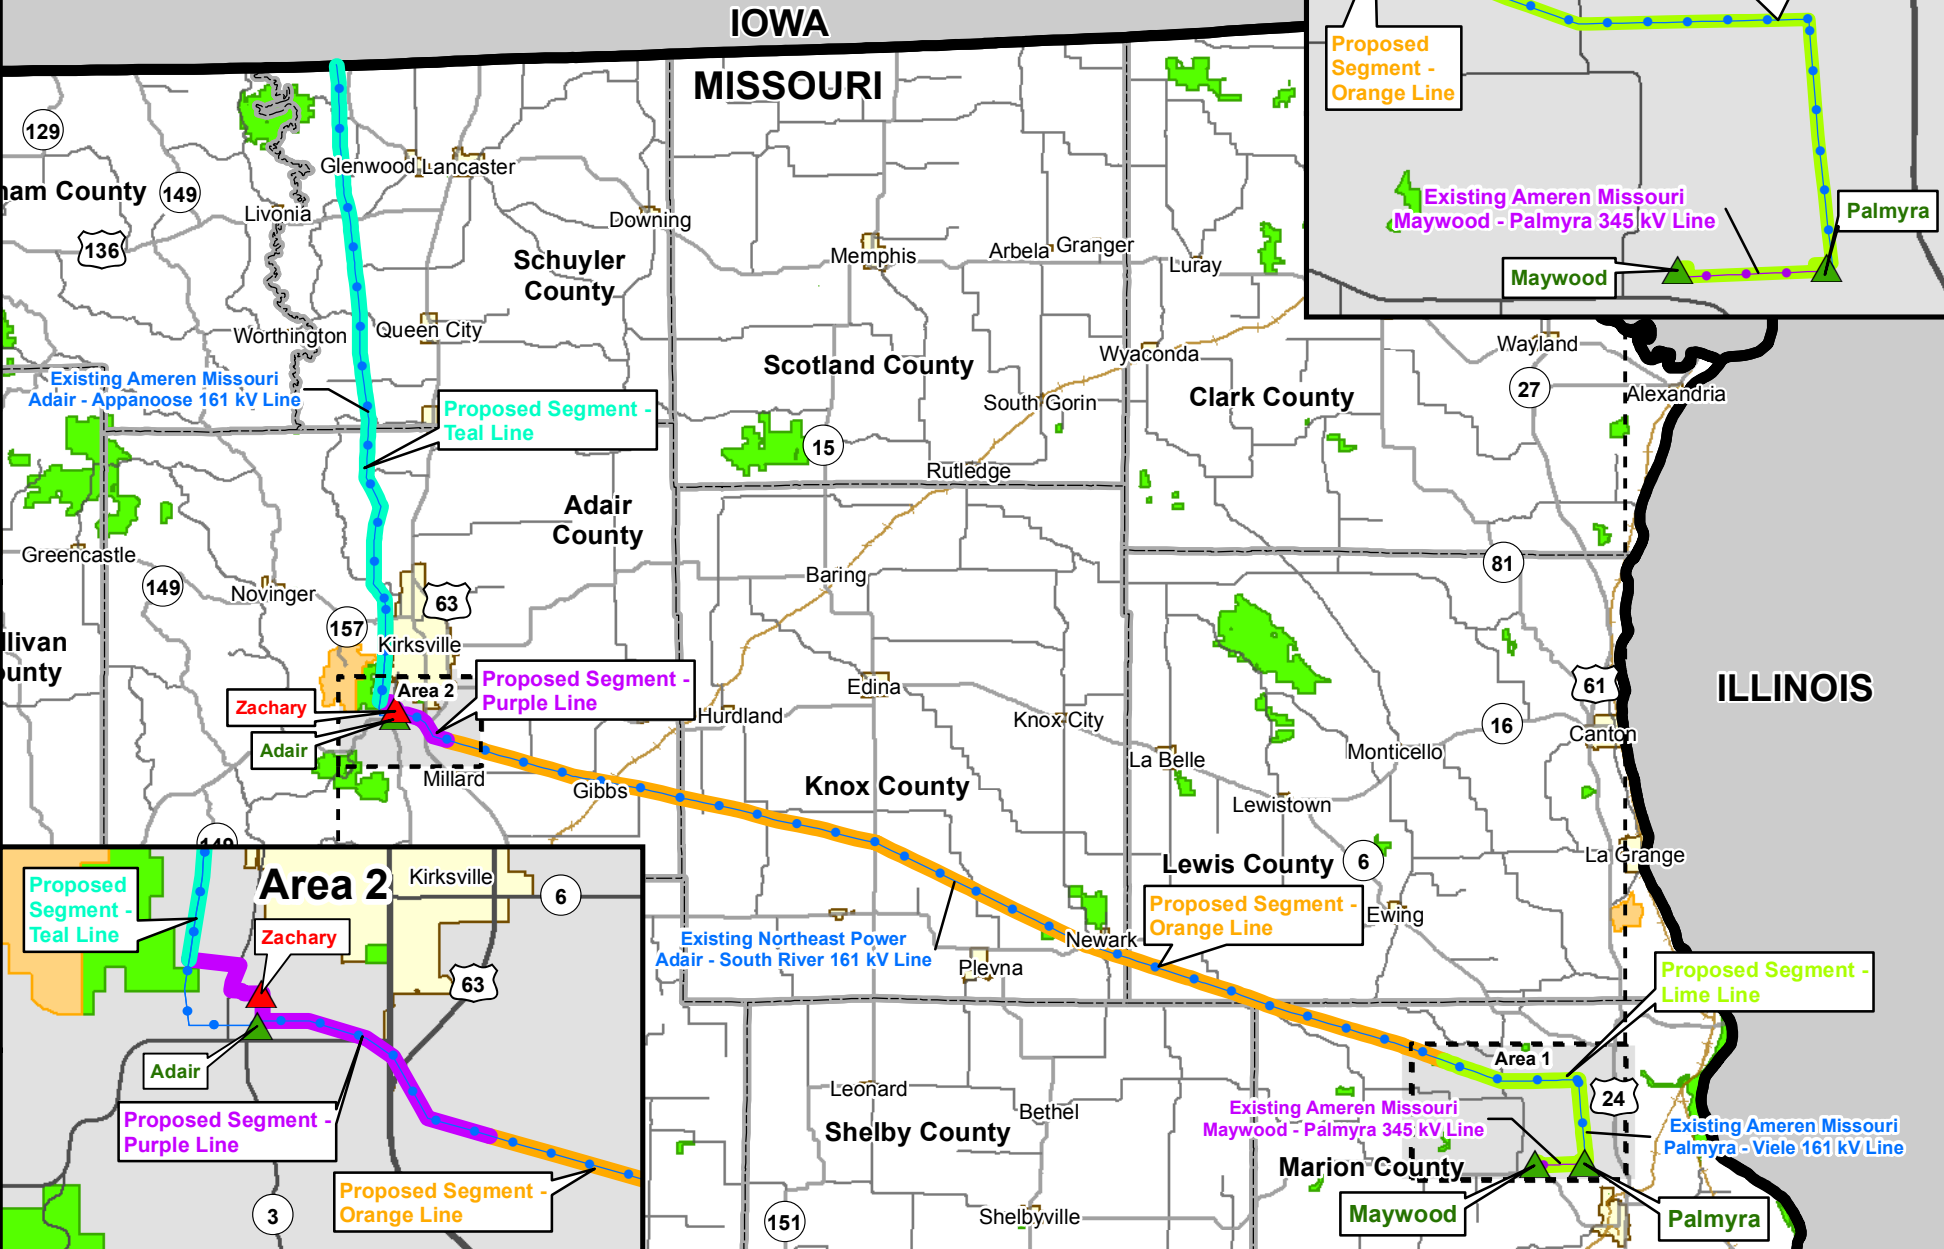 IOWA
MISSOURI
ILLINOIS
129
149
136
ham County
Livonia
Glenwood
Lancaster
Downing
Schuyler
County
Worthington
Queen City
Existing Ameren Missouri
Adair - Appanoose 161 kV Line
Proposed Segment -
Teal Line
Memphis
Arbela
Granger
Luray
Scotland County
Wyaconda
South Gorin
Clark County
15
Rutledge
Wayland
27
Alexandria
Proposed
Segment -
Orange Line
Existing Ameren Missouri
Maywood - Palmyra 345 kV Line
Palmyra
Maywood
Adair
County
Greencastle
149
Novinger
157
63
Kirksville
llivan
ounty
Baring
81
61
16
Canton
Area 2
Zachary
Adair
Proposed Segment -
Purple Line
Millard
Gibbs
Hurdland
Edina
Knox City
Knox County
La Belle
Monticello
Lewistown
Lewis County
6
La Grange
Ewing
Proposed Segment -
Orange Line
Existing Northeast Power
Adair - South River 161 kV Line
Newark
Plevna
Proposed Segment -
Lime Line
Area 1
24
Leonard
Bethel
Shelby County
Shelbyville
151
Existing Ameren Missouri
Maywood - Palmyra 345 kV Line
Marion County
Existing Ameren Missouri
Palmyra - Viele 161 kV Line
Maywood
Palmyra
149
Area 2
Kirksville
6
Proposed
Segment -
Teal Line
Zachary
63
Adair
Proposed Segment -
Purple Line
Proposed Segment -
Orange Line
3